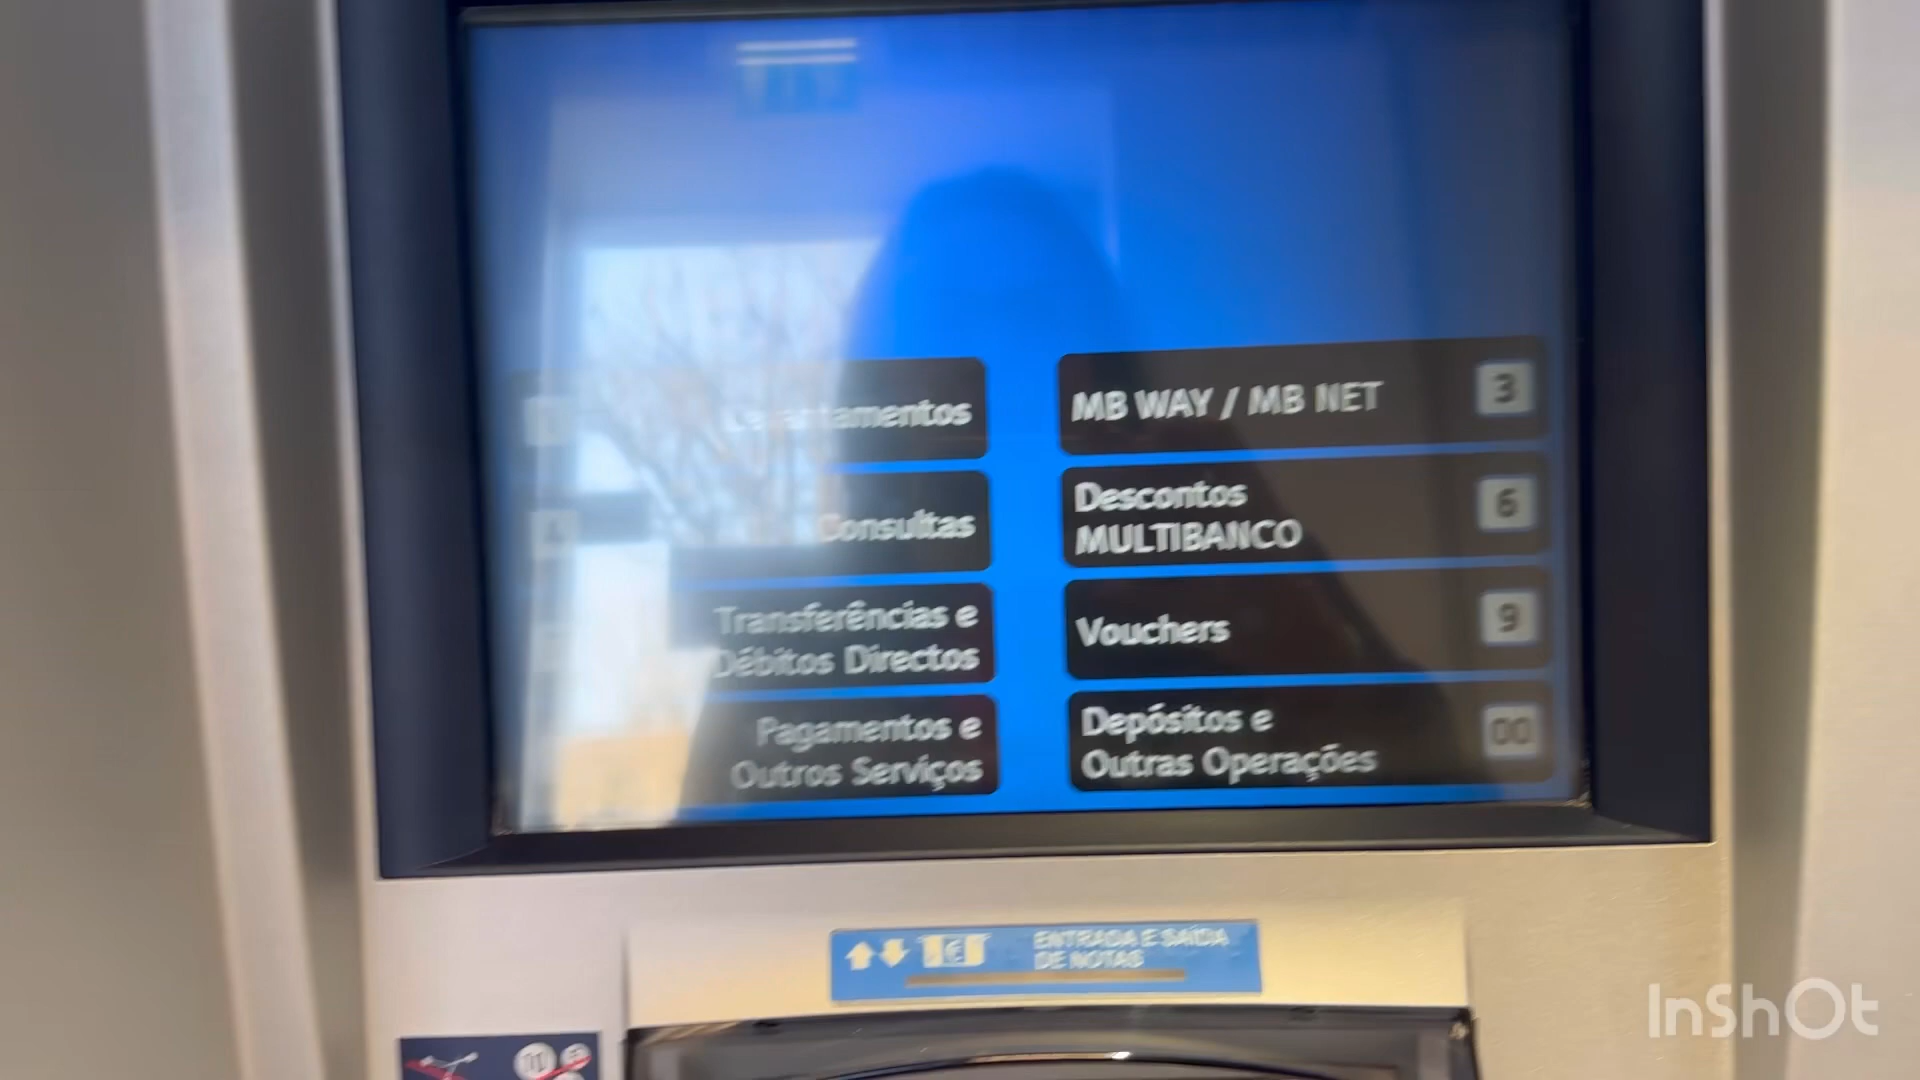 Levantamentos
MB WAY / MB NET
3
Consultas
Descontos
MULTIBANCO
6
Transferências e
Débitos Directos
Vouchers
9
Pagamentos e
Outros Serviços
Depósitos e
Outras Operações
00
ENTRADA E SAÍDA
DE NOTAS
InShOt